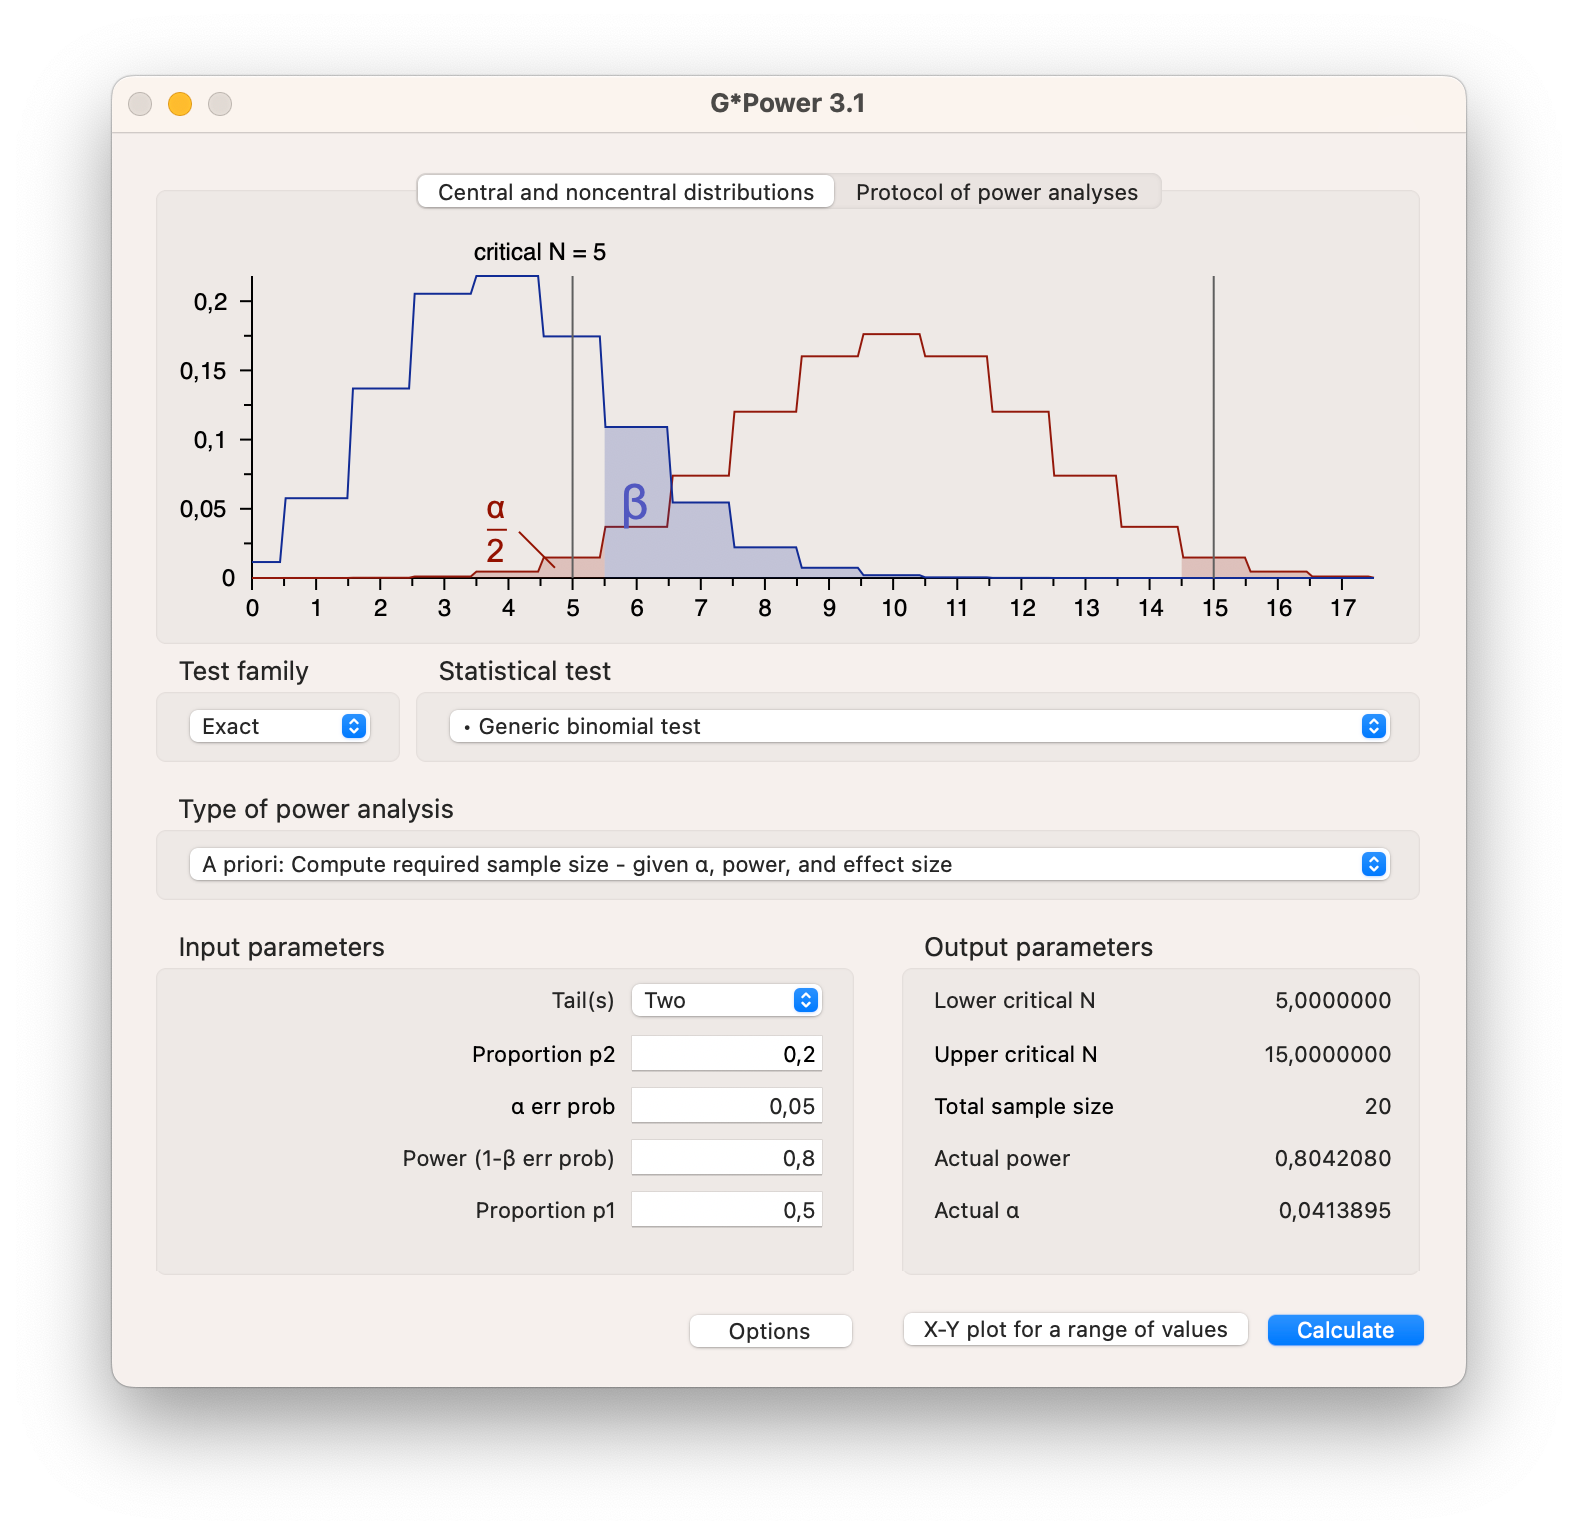 G*Power 3.1
Central and noncentral distributions
Protocol of power analyses
critical N = 5
0,2
0,15
0,1
0,05
0
α
2
β
0 1 2 3 4 5 6 7 8 9 10 11 12 13 14 15 16 17
Test family
Statistical test
Exact
• Generic binomial test
Type of power analysis
A priori: Compute required sample size - given α, power, and effect size
Input parameters
Tail(s) Two
Proportion p2 0,2
α err prob 0,05
Power (1-β err prob) 0,8
Proportion p1 0,5
Output parameters
Lower critical N 5,0000000
Upper critical N 15,0000000
Total sample size 20
Actual power 0,8042080
Actual α 0,0413895
Options
X-Y plot for a range of values
Calculate